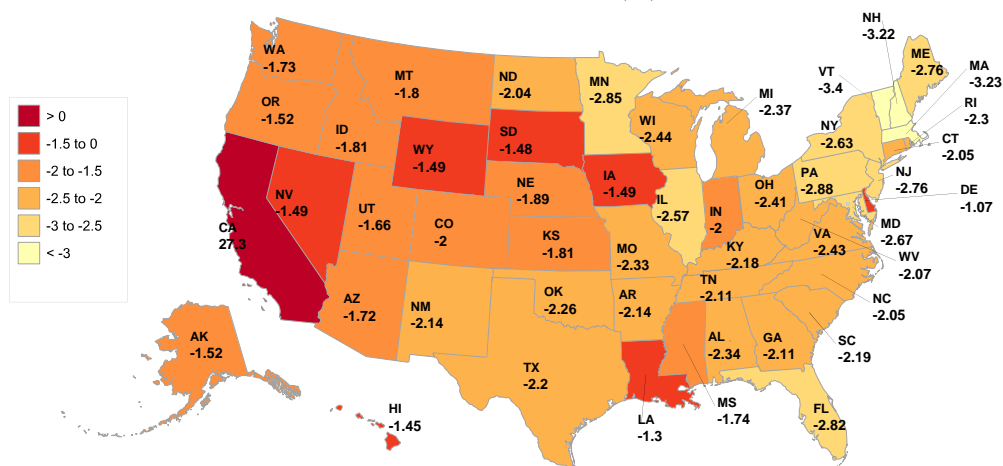 > 0
-1.5 to 0
-2 to -1.5
-2.5 to -2
-3 to -2.5
< -3
WA
-1.73
OR
-1.52
ID
-1.81
MT
-1.8
WY
-1.49
NV
-1.49
CA
27.3
UT
-1.66
CO
-2
AZ
-1.72
NM
-2.14
ND
-2.04
SD
-1.48
NE
-1.89
KS
-1.81
OK
-2.26
TX
-2.2
MN
-2.85
IA
-1.49
MO
-2.33
AR
-2.14
LA
-1.3
WI
-2.44
IL
-2.57
MI
-2.37
IN
-2
OH
-2.41
KY
-2.18
TN
-2.11
MS
-1.74
AL
-2.34
GA
-2.11
FL
-2.82
SC
-2.19
NC
-2.05
VA
-2.43
WV
-2.07
MD
-2.67
DE
-1.07
NJ
-2.76
PA
-2.88
NY
-2.63
CT
-2.05
RI
-2.3
MA
-3.23
VT
-3.4
NH
-3.22
ME
-2.76
AK
-1.52
HI
-1.45